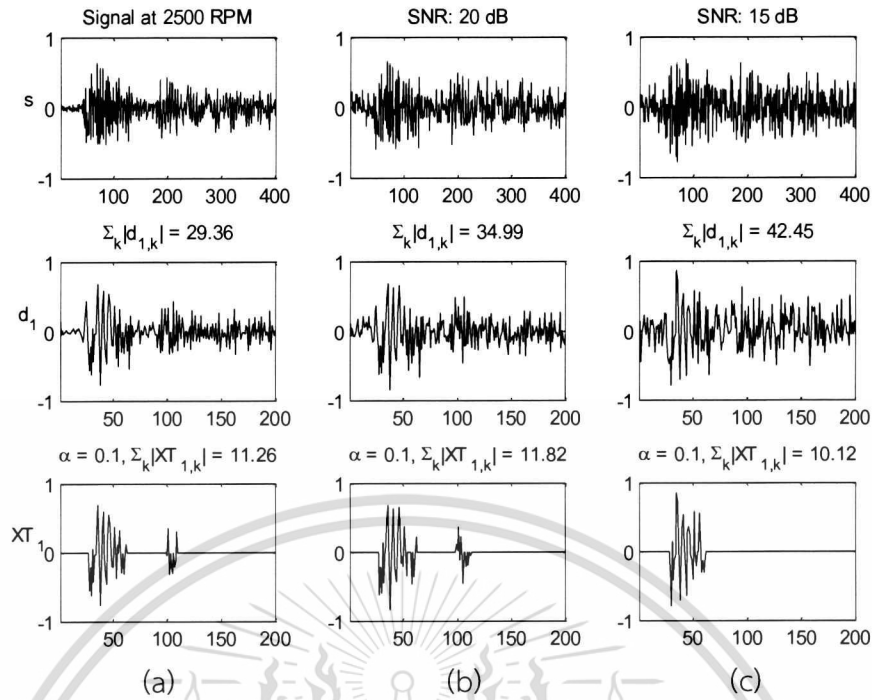 Signal at 2500 RPM SNR: 20 dB SNR: 15 dB
1 1 1
s 0 0 0
-1 -1 -1
100 200 300 400 100 200 300 400 100 200 300 400
Σk|d1,k| = 29.36 Σk|d1,k| = 34.99 Σk|d1,k| = 42.45
1 1 1
d1 0 0 0
-1 -1 -1
50 100 150 200 50 100 150 200 50 100 150 200
α = 0.1, Σk|XT1,k| = 11.26 α = 0.1, Σk|XT1,k| = 11.82 α = 0.1, Σk|XT1,k| = 10.12
1 1 1
XT1 0 0 0
-1 -1 -1
50 100 150 200 50 100 150 200 50 100 150 200
(a) (b) (c)